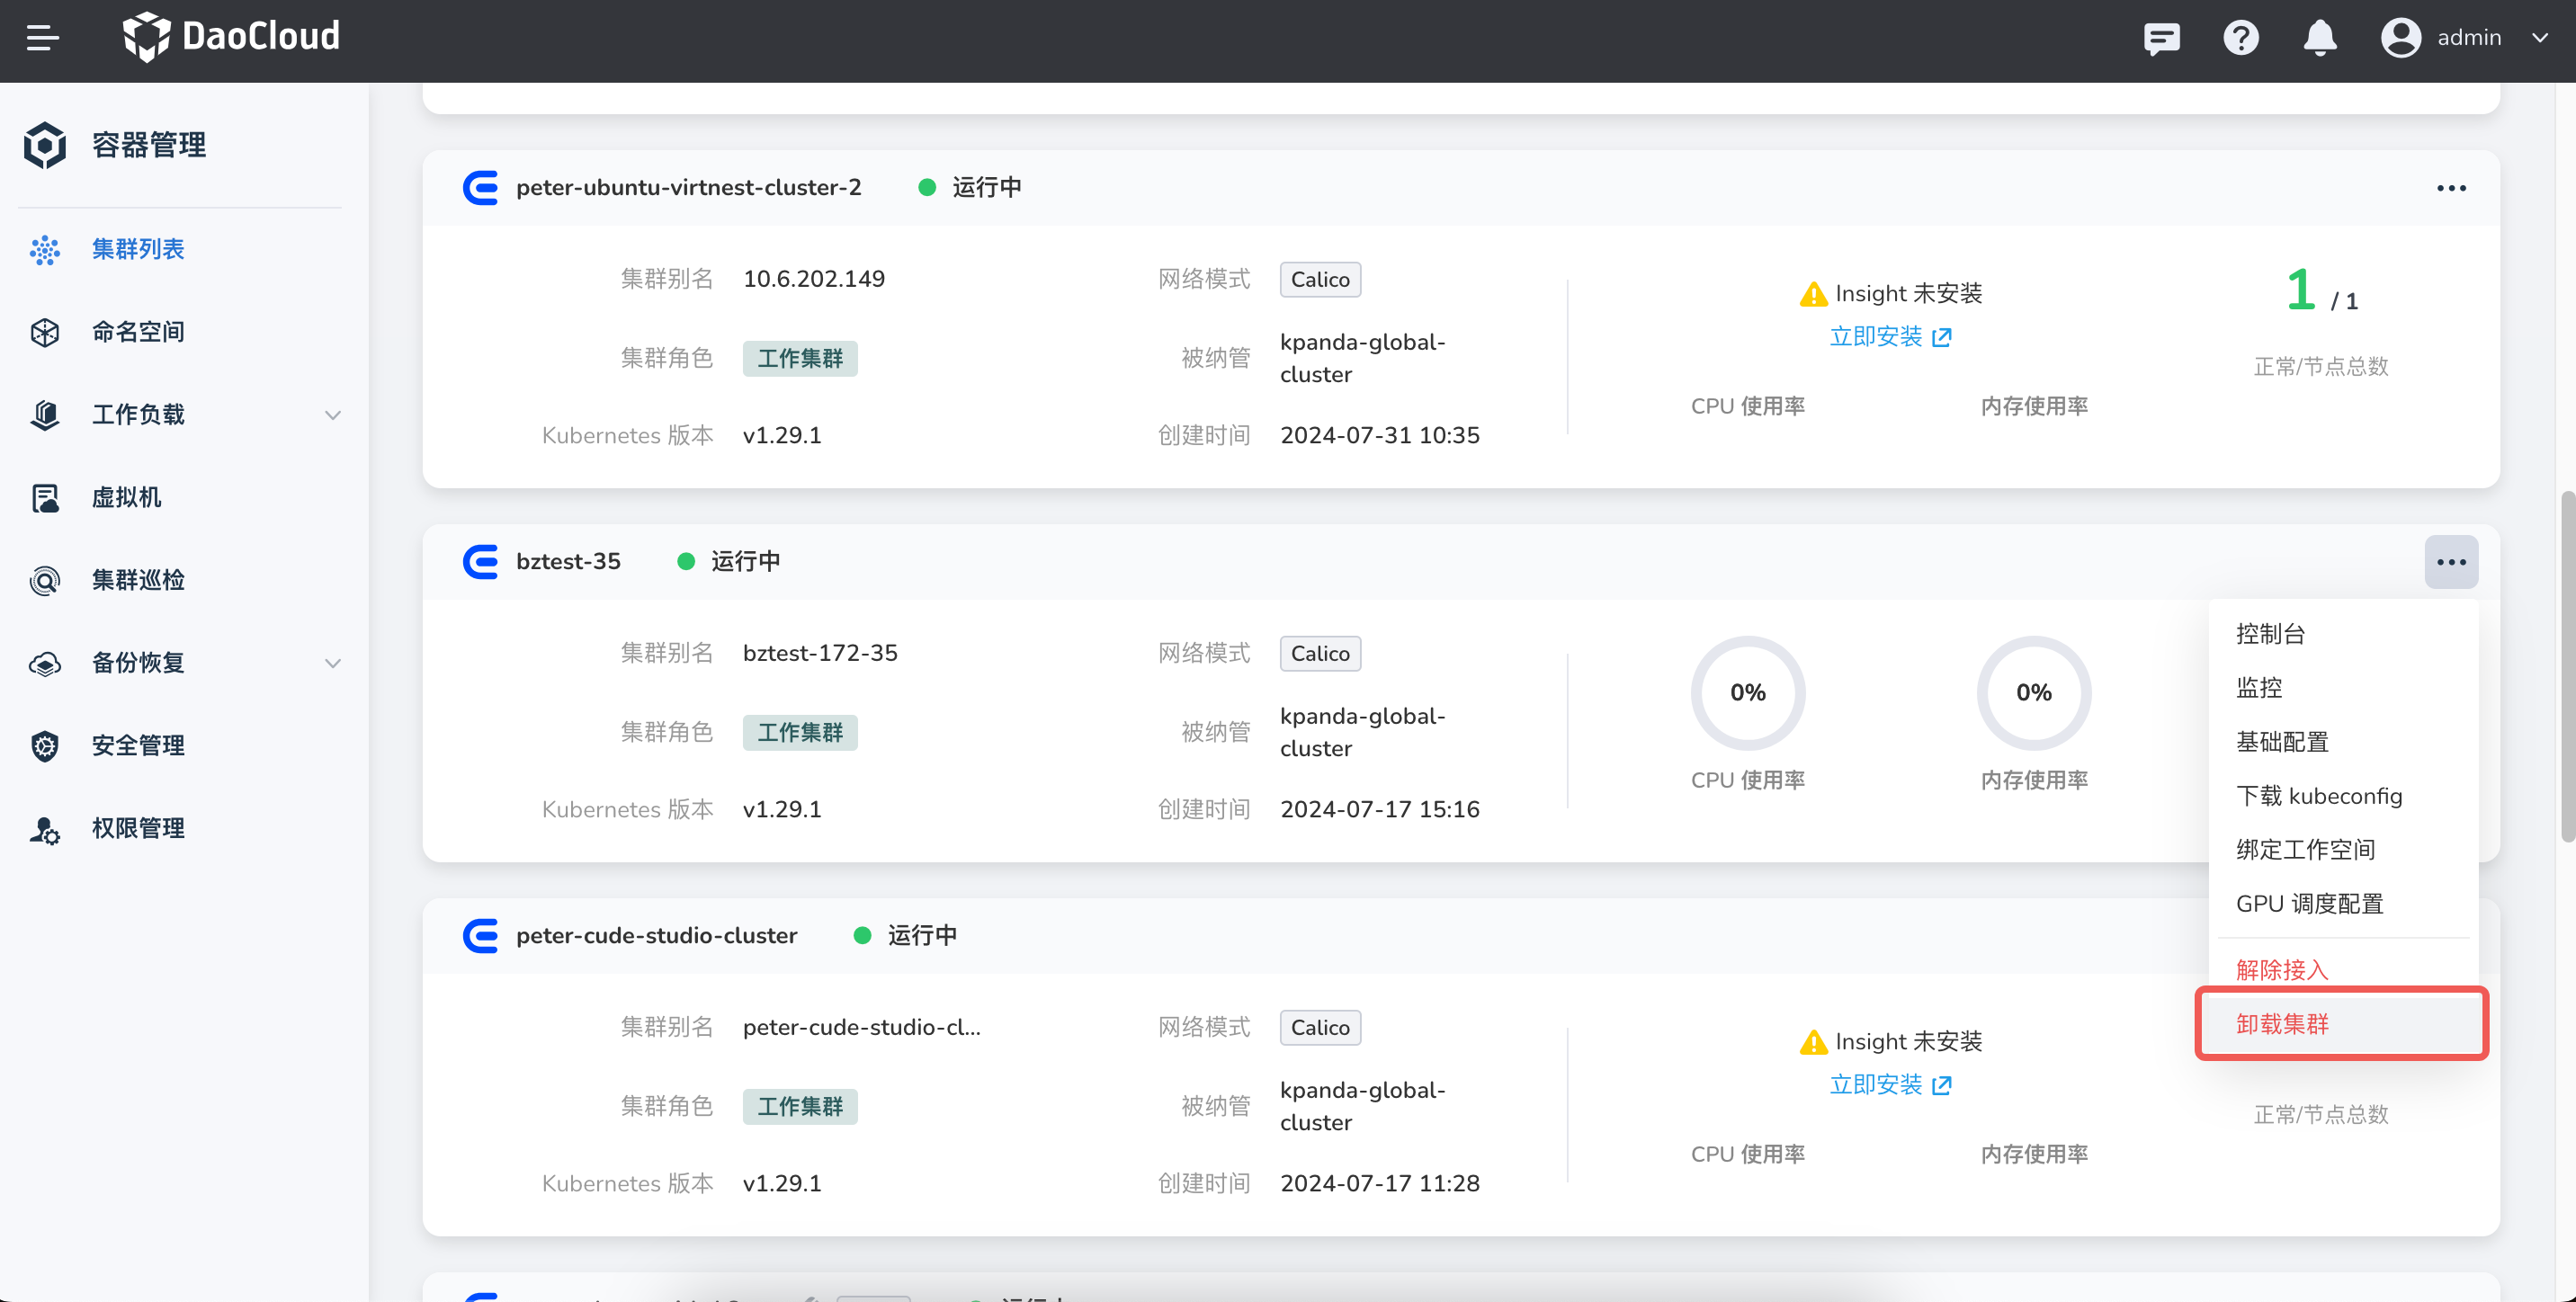 DaoCloud
admin
容器管理
集群列表
命名空间
工作负载
虚拟机
集群巡检
备份恢复
安全管理
权限管理
peter-ubuntu-virtnest-cluster-2 运行中
集群别名 10.6.202.149
网络模式 Calico
集群角色 工作集群
被纳管 kpanda-global-
cluster
Kubernetes 版本 v1.29.1
创建时间 2024-07-31 10:35
Insight 未安装
立即安装
CPU 使用率
内存使用率
1 / 1
正常/节点总数
bztest-35 运行中
集群别名 bztest-172-35
网络模式 Calico
集群角色 工作集群
被纳管 kpanda-global-
cluster
Kubernetes 版本 v1.29.1
创建时间 2024-07-17 15:16
0%
CPU 使用率
0%
内存使用率
控制台
监控
基础配置
下载 kubeconfig
绑定工作空间
GPU 调度配置
解除接入
卸载集群
peter-cude-studio-cluster 运行中
集群别名 peter-cude-studio-cl...
网络模式 Calico
集群角色 工作集群
被纳管 kpanda-global-
cluster
Kubernetes 版本 v1.29.1
创建时间 2024-07-17 11:28
Insight 未安装
立即安装
CPU 使用率
内存使用率
正常/节点总数